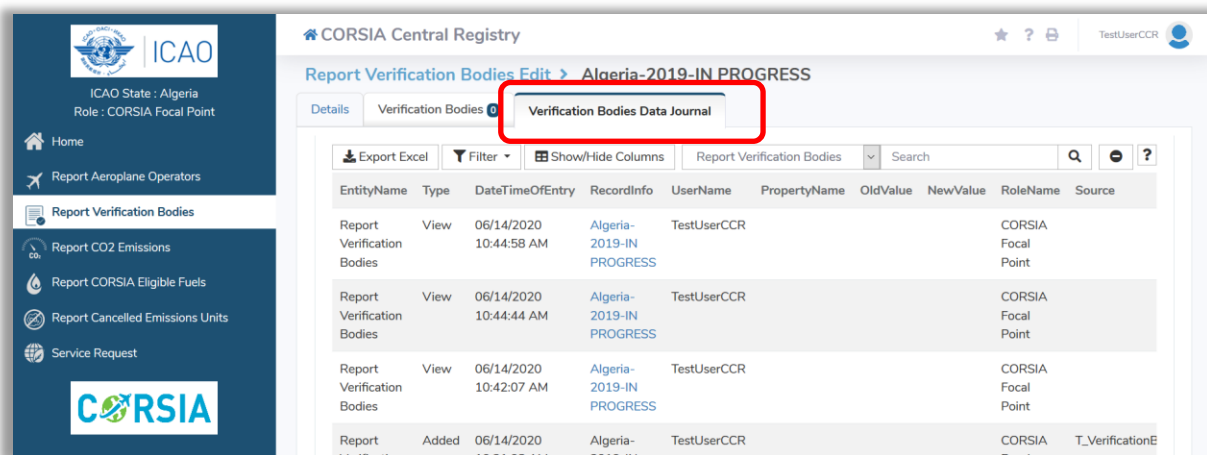 ICAO · OACI · ИКАО
ICAO
ICAO State : Algeria
Role : CORSIA Focal Point
Home
Report Aeroplane Operators
Report Verification Bodies
CO₂
Report CO2 Emissions
Report CORSIA Eligible Fuels
Report Cancelled Emissions Units
Service Request
CORSIA
CORSIA Central Registry
? TestUserCCR
Report Verification Bodies Edit > Algeria-2019-IN PROGRESS
Details Verification Bodies 0 Verification Bodies Data Journal
Export Excel Filter Show/Hide Columns Report Verification Bodies Search ?
EntityName Type DateTimeOfEntry RecordInfo UserName PropertyName OldValue NewValue RoleName Source
Report View 06/14/2020 Algeria- TestUserCCR CORSIA
Verification 10:44:58 AM 2019-IN Focal
Bodies PROGRESS Point
Report View 06/14/2020 Algeria- TestUserCCR CORSIA
Verification 10:44:44 AM 2019-IN Focal
Bodies PROGRESS Point
Report View 06/14/2020 Algeria- TestUserCCR CORSIA
Verification 10:42:07 AM 2019-IN Focal
Bodies PROGRESS Point
Report Added 06/14/2020 Algeria- TestUserCCR CORSIA T_VerificationB